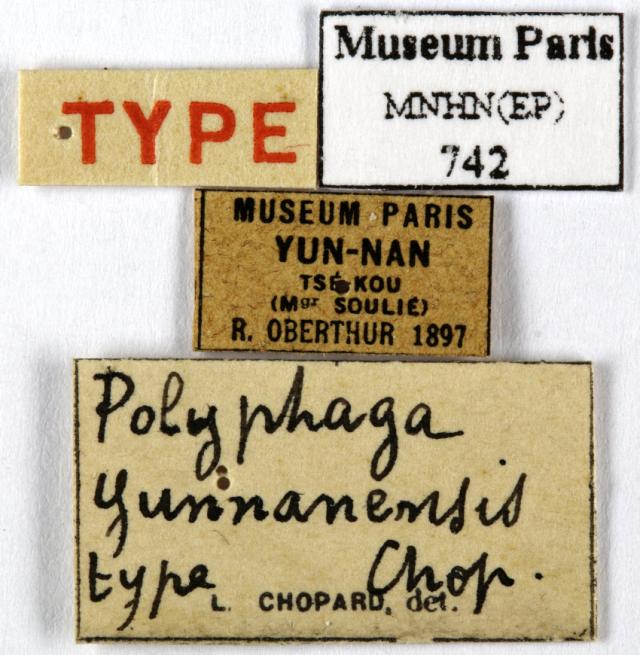 TYPE
Museum Paris
MNHN(EP)
742
MUSEUM PARIS
YUN-NAN
TSÉ-KOU
(Mgr SOULIÉ)
R. OBERTHUR 1897
Polyphaga
yunnanensis
type Chop.
L. CHOPARD, det.